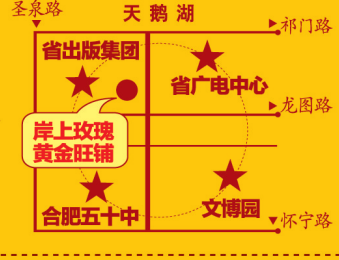 圣泉路
天鹅湖
祁门路
省出版集团
省广电中心
龙图路
岸上玫瑰
黄金旺铺
合肥五十中
文博园
怀宁路